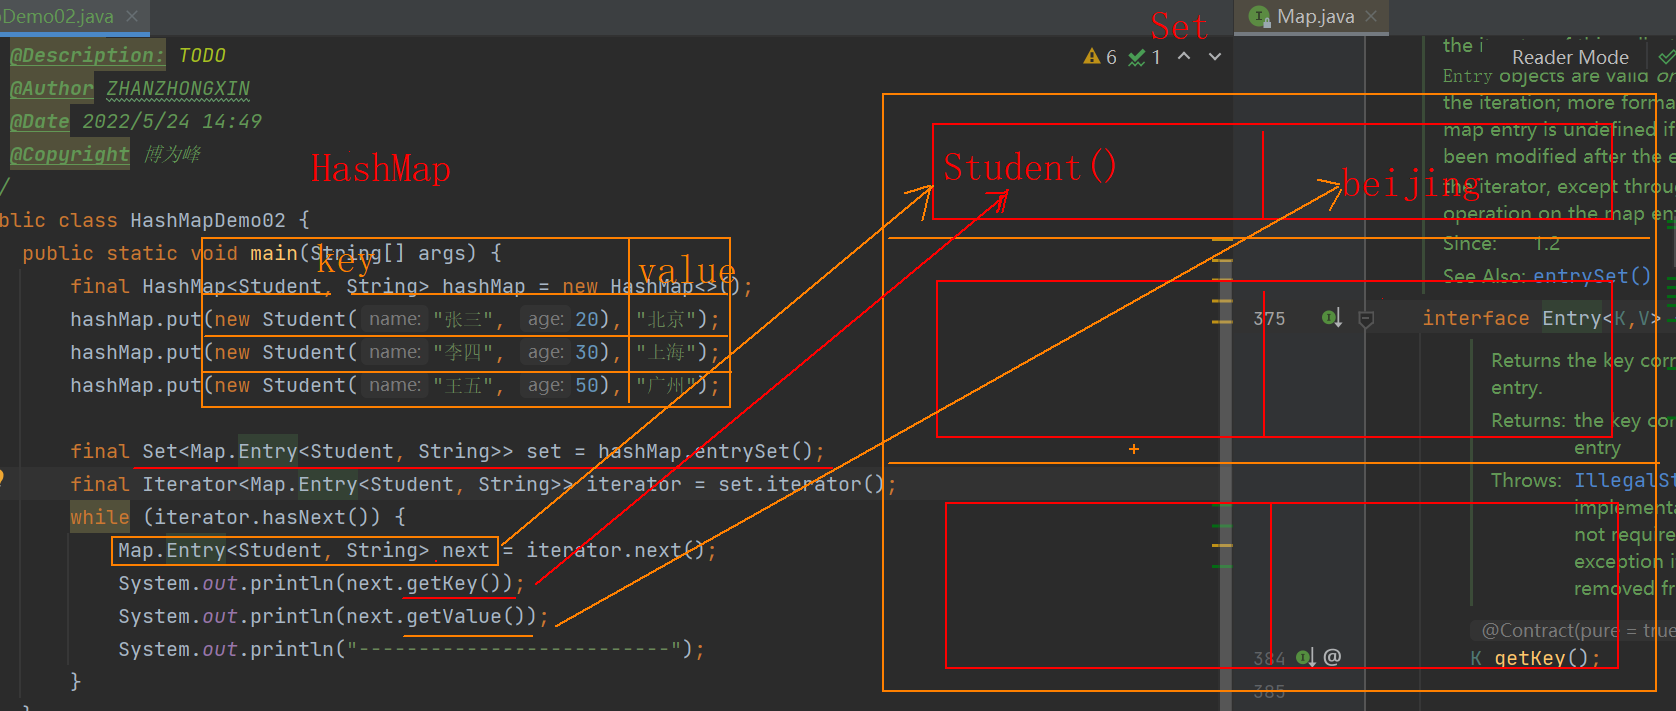 Demo02.java
Map.java
Set
6
1
Reader Mode
@Description: TODO
@Author ZHANZHONGXIN
@Date 2022/5/24 14:49
@Copyright 博为峰
/
HashMap
blic class HashMapDemo02 {
public static void main(String[] args) {
key
value
final HashMap<Student, String> hashMap = new HashMap<>();
hashMap.put(new Student( name: "张三", age: 20), "北京");
hashMap.put(new Student( name: "李四", age: 30), "上海");
hashMap.put(new Student( name: "王五", age: 50), "广州");
final Set<Map.Entry<Student, String>> set = hashMap.entrySet();
final Iterator<Map.Entry<Student, String>> iterator = set.iterator();
while (iterator.hasNext()) {
Map.Entry<Student, String> next = iterator.next();
System.out.println(next.getKey());
System.out.println(next.getValue());
System.out.println("--------------------------");
}
Student()
beijing
the
Entry objects are valid
the iteration; more forma
map entry is undefined if
been modified after the e
the iterator, except throu
operation on the map en
Since: 1.2
See Also: entrySet()
375
interface Entry<K,V>
Returns the key corr
entry.
Returns: the key cor
entry
Throws: IllegalSt
implementa
not require
exception i
removed fr
@Contract(pure = true
384 @
K getKey();
385